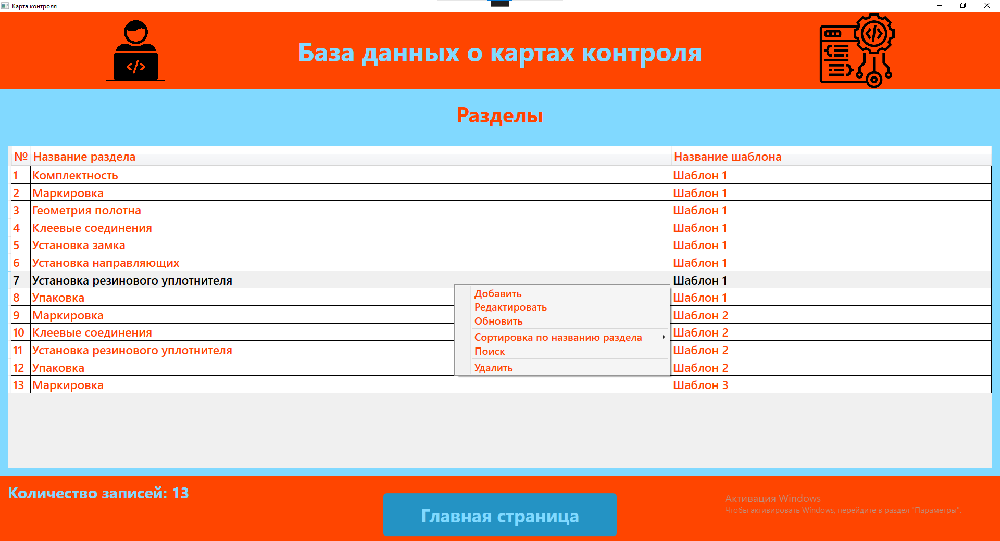 Карта контроля
База данных о картах контроля
Разделы
№ Название раздела Название шаблона
1 Комплектность Шаблон 1
2 Маркировка Шаблон 1
3 Геометрия полотна Шаблон 1
4 Клеевые соединения Шаблон 1
5 Установка замка Шаблон 1
6 Установка направляющих Шаблон 1
7 Установка резинового уплотнителя Шаблон 1
8 Упаковка Шаблон 1
9 Маркировка Шаблон 2
10 Клеевые соединения Шаблон 2
11 Установка резинового уплотнителя Шаблон 2
12 Упаковка Шаблон 2
13 Маркировка Шаблон 3
Добавить
Редактировать
Обновить
Сортировка по названию раздела
Поиск
Удалить
Количество записей: 13
Главная страница
Активация Windows
Чтобы активировать Windows, перейдите в раздел "Параметры".